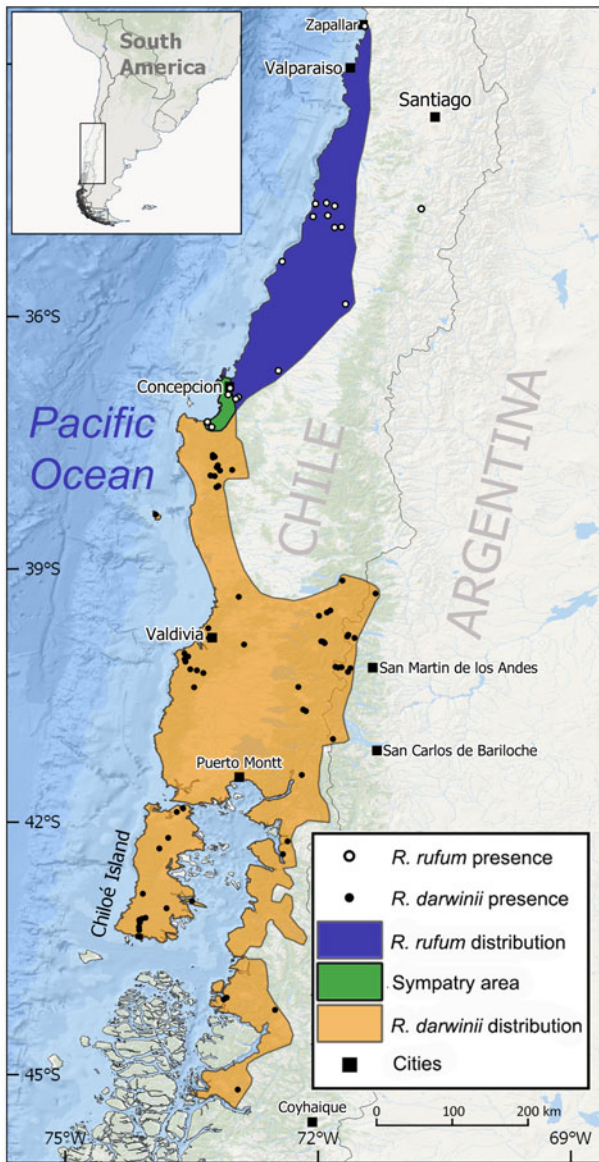 South
America
Zapallar
Valparaiso
Santiago
36°S
Concepcion
Pacific
Ocean
CHILE
ARGENTINA
39°S
Valdivia
San Martin de los Andes
San Carlos de Bariloche
Puerto Montt
42°S
Chiloé Island
R. rufum presence
R. darwinii presence
R. rufum distribution
Sympatry area
R. darwinii distribution
Cities
45°S
Coyhaique
0 100 200 km
75°W 72°W 69°W